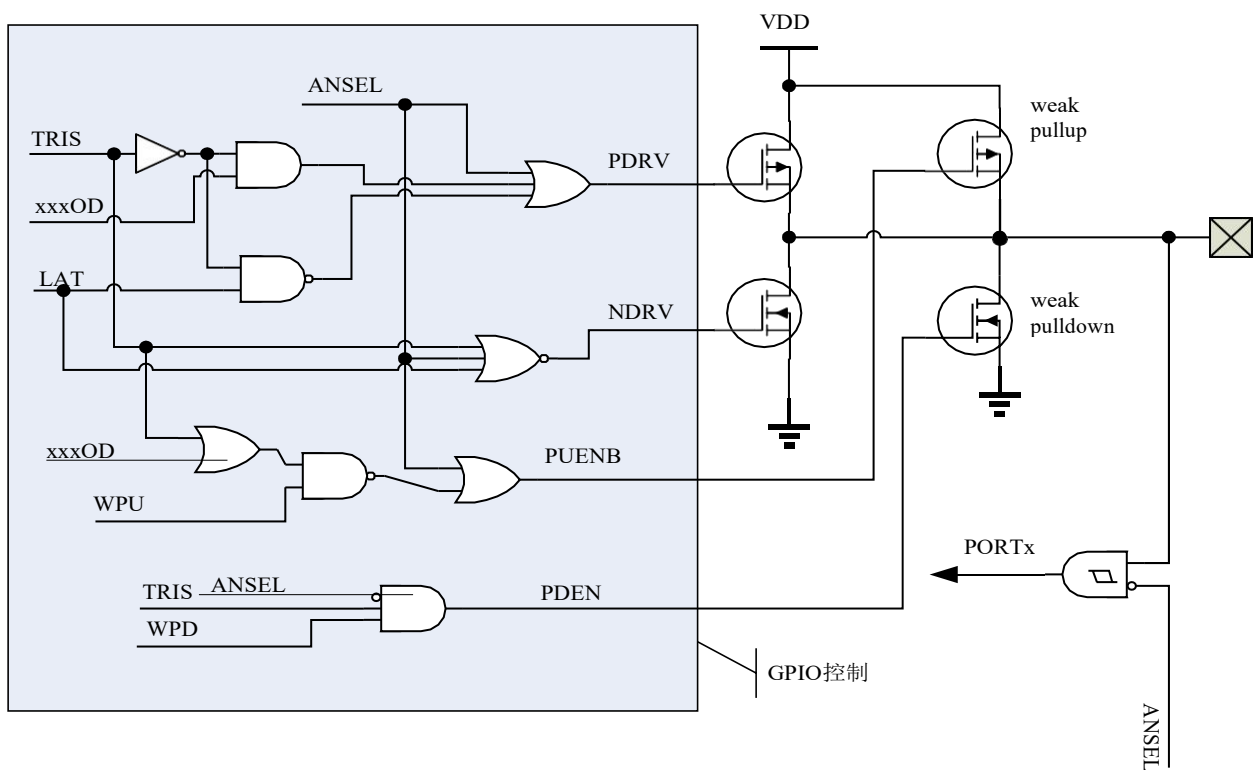 VDD
ANSEL
weak
pullup
TRIS
PDRV
xxxOD
LAT
NDRV
weak
pulldown
xxxOD
PUENB
WPU
PORTx
TRIS
ANSEL
PDEN
WPD
GPIO控制
ANSEL